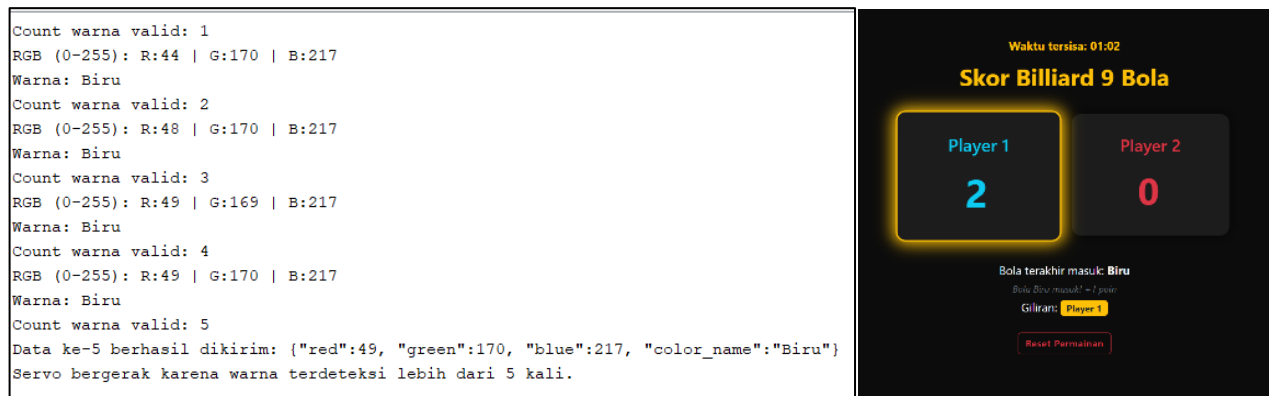 Count warna valid: 1
RGB (0-255): R:44 | G:170 | B:217
Warna: Biru
Count warna valid: 2
RGB (0-255): R:48 | G:170 | B:217
Warna: Biru
Count warna valid: 3
RGB (0-255): R:49 | G:169 | B:217
Warna: Biru
Count warna valid: 4
RGB (0-255): R:49 | G:170 | B:217
Warna: Biru
Count warna valid: 5
Data ke-5 berhasil dikirim: {"red":49, "green":170, "blue":217, "color_name":"Biru"}
Servo bergerak karena warna terdeteksi lebih dari 5 kali.
Waktu tersisa: 01:02
Skor Billiard 9 Bola
Player 1
2
Player 2
0
Bola terakhir masuk: Biru
Bola Biru masuk! +1 poin
Giliran: Player 1
Reset Permainan